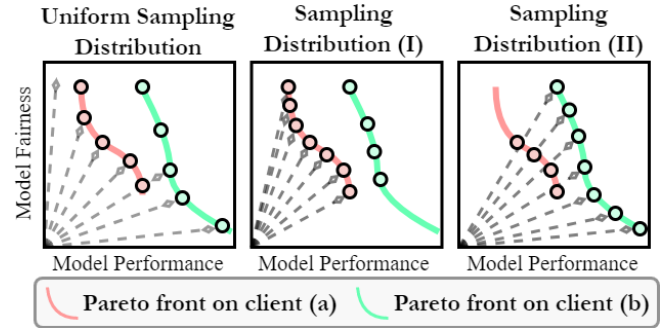 Uniform Sampling
Distribution
Sampling
Distribution (I)
Sampling
Distribution (II)
Model Fairness
Model Performance
Model Performance
Model Performance
Pareto front on client (a)
Pareto front on client (b)